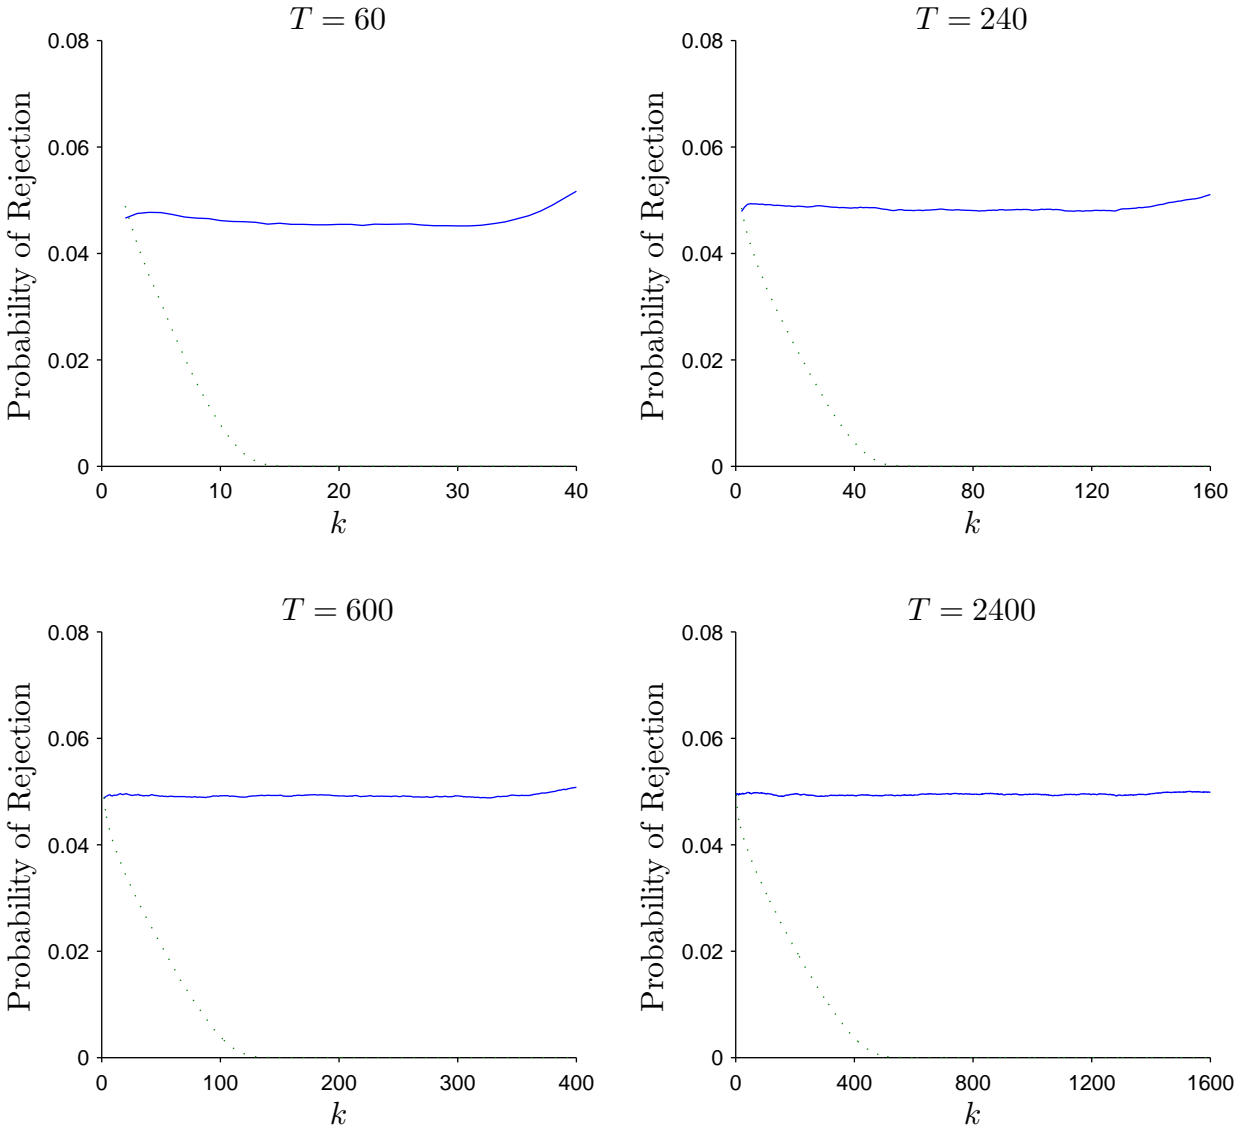 T = 60
Probability of Rejection
0.08
0.06
0.04
0.02
0
0 10 20 30 40
k
T = 240
Probability of Rejection
0.08
0.06
0.04
0.02
0
0 40 80 120 160
k
T = 600
Probability of Rejection
0.08
0.06
0.04
0.02
0
0 100 200 300 400
k
T = 2400
Probability of Rejection
0.08
0.06
0.04
0.02
0
0 400 800 1200 1600
k